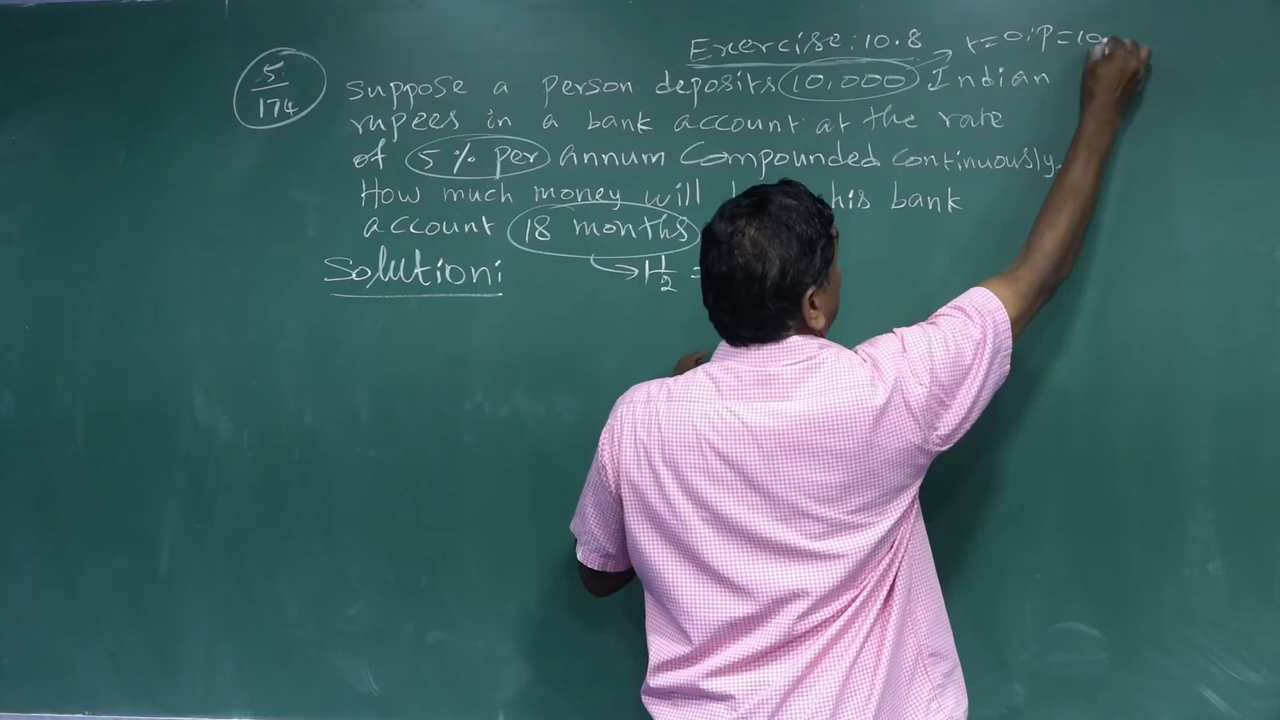 Exercise: 10.8
t=0; P=10,
5
174
suppose a person deposits 10,000 Indian
rupees in a bank account at the rate
of 5% per annum compounded continuously.
How much money will his bank
account 18 months
Solution:
1 1/2 =